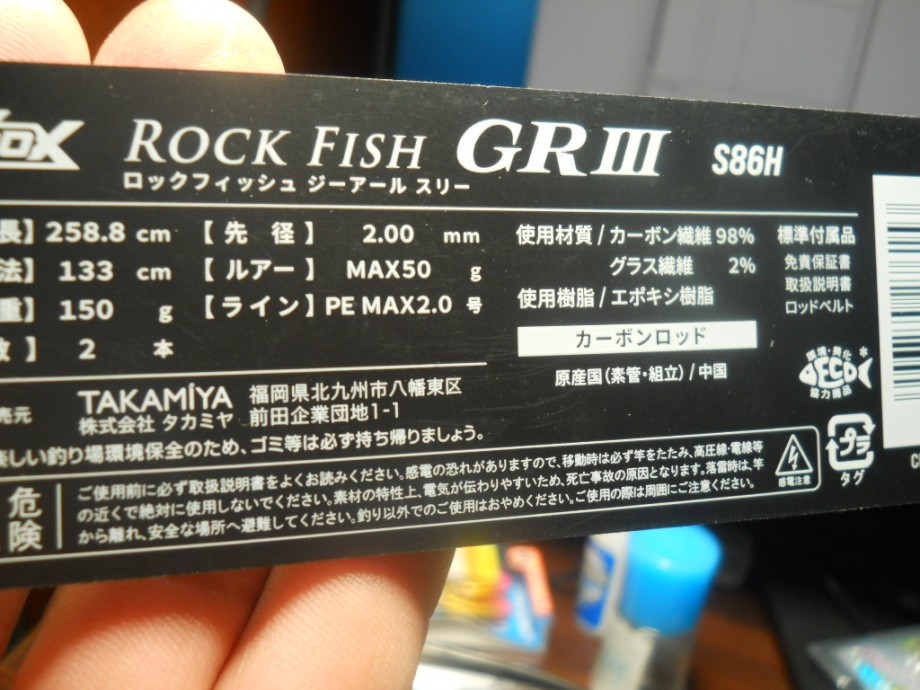 ROCK FISH GRIII S86H
ロックフィッシュ ジーアール スリー
長】 258.8 cm 【先 径】 2.00 mm
法】 133 cm 【ルアー】 MAX50 g
重】 150 g 【ライン】 PE MAX2.0 号
数】 2 本
使用材質 / カーボン繊維 98%
グラス繊維 2%
使用樹脂 / エポキシ樹脂
カーボンロッド
原産国(素管・組立) / 中国
標準付属品
免責保証書
取扱説明書
ロッドベルト
環境・美化
ECO
協力商品
売元 TAKAMIYA 福岡県北九州市八幡東区
株式会社 タカミヤ 前田企業団地1-1
楽しい釣り場環境保全のため、ゴミ等は必ず持ち帰りましょう。
危険
ご使用前に必ず取扱説明書をよくお読みください。感電の恐れがありますので、移動時は必ず竿をたたみ、高圧線・電線等
の近くで絶対に使用しないでください。素材の特性上、電気が伝わりやすいため、死亡事故の原因となります。落雷時は、竿
から離れ、安全な場所へ避難してください。釣り以外でのご使用はおやめください。ご使用の際は周囲にご注意ください。
感電注意
プラ
タグ